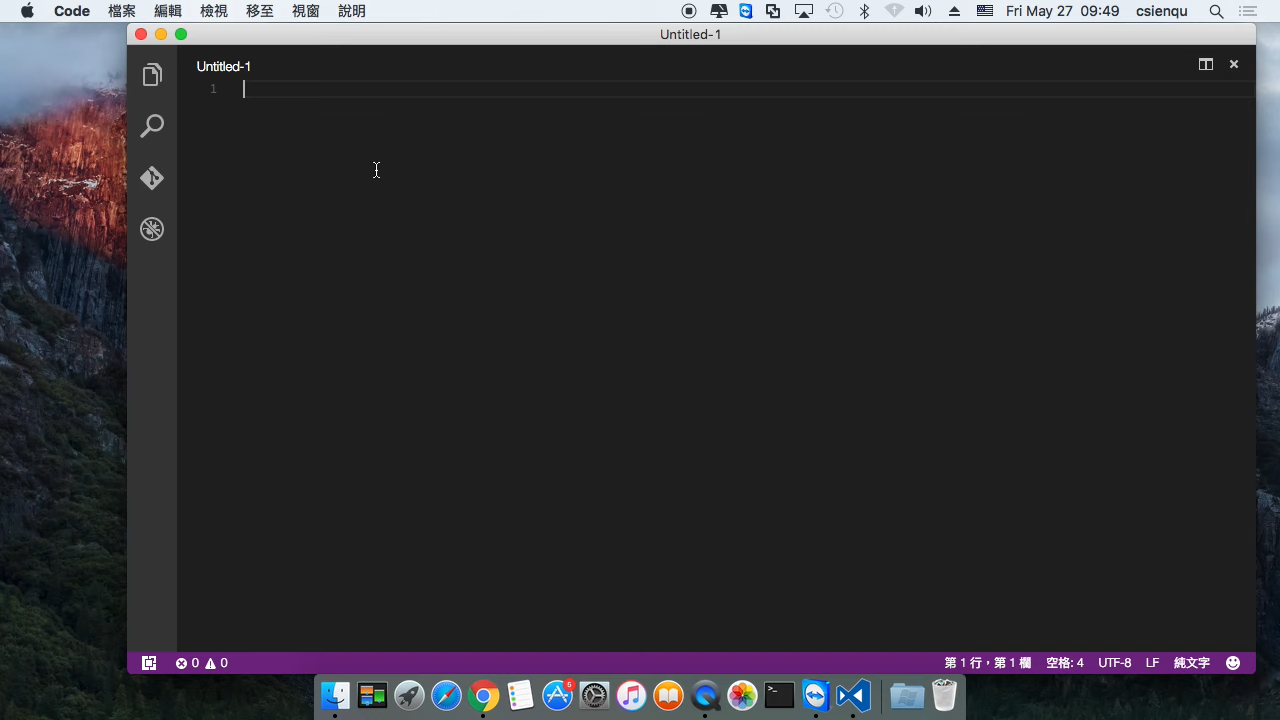 Code 檔案 編輯 檢視 移至 視窗 說明 Fri May 27 09:49 csienqu
Untitled-1
Untitled-1
1
0 0 第 1 行，第 1 欄 空格: 4 UTF-8 LF 純文字
6